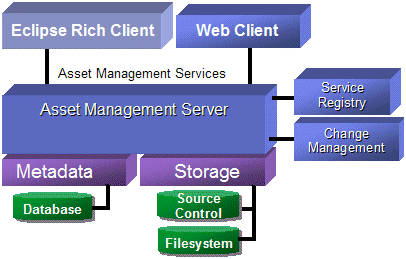 Eclipse Rich Client
Web Client
Asset Management Services
Asset Management Server
Service
Registry
Change
Management
Metadata
Storage
Database
Source
Control
Filesystem